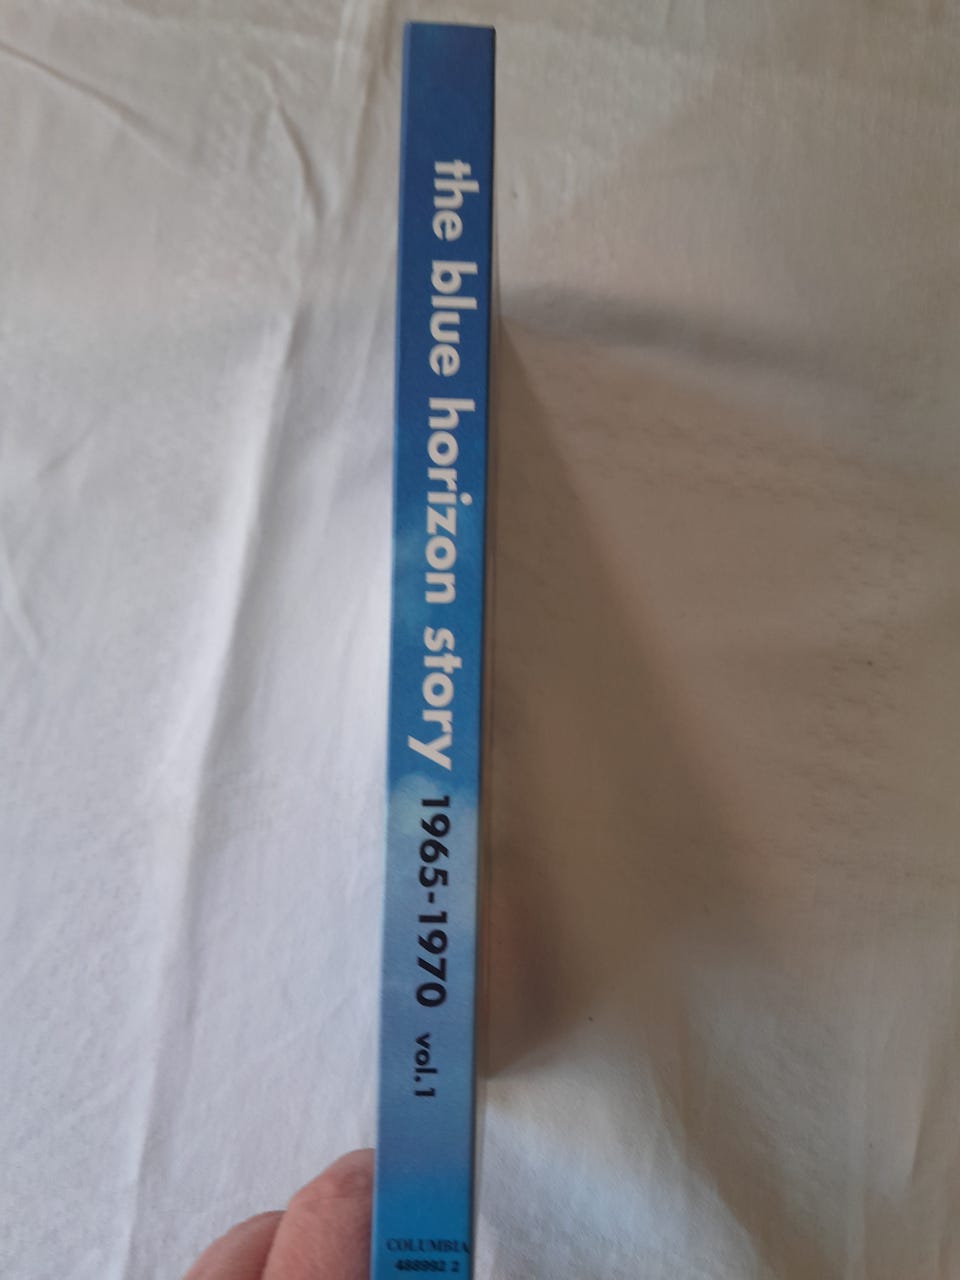 the blue horizon story 1965-1970 vol.1
COLUMBIA
488992 2